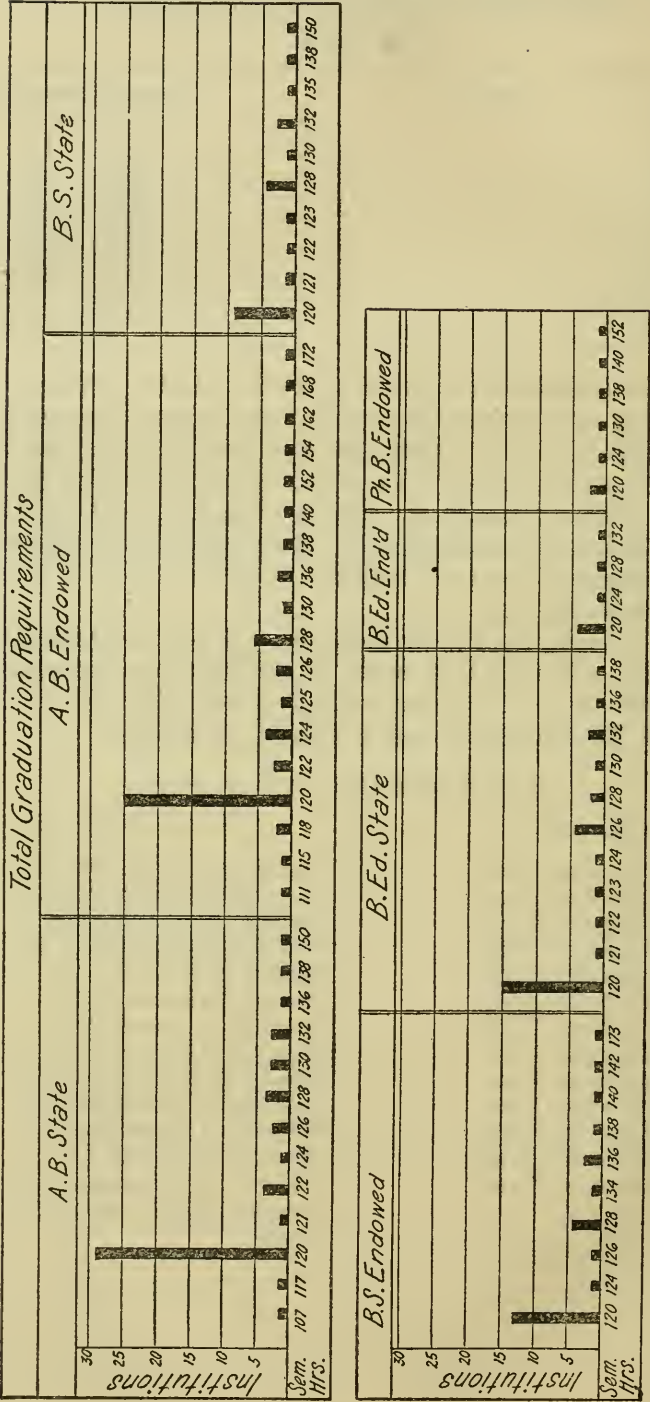 Total Graduation Requirements
A.B. State A.B. Endowed B.S. State
30
25
20
15
10
5
Institutions
Sem. Hrs.
107 117 120 121 122 124 126 128 130 132 136 138 150 111 115 118 120 122 124 125 126 128 130 136 138 140 152 154 162 168 172 120 121 122 123 128 130 132 135 138 150
B.S. Endowed B.Ed. State B.Ed. End'd Ph.B. Endowed
30
25
20
15
10
5
Institutions
Sem. Hrs.
120 124 126 128 134 136 138 140 142 173 120 121 122 123 124 126 128 130 132 136 138 120 124 128 132 120 124 130 138 140 152